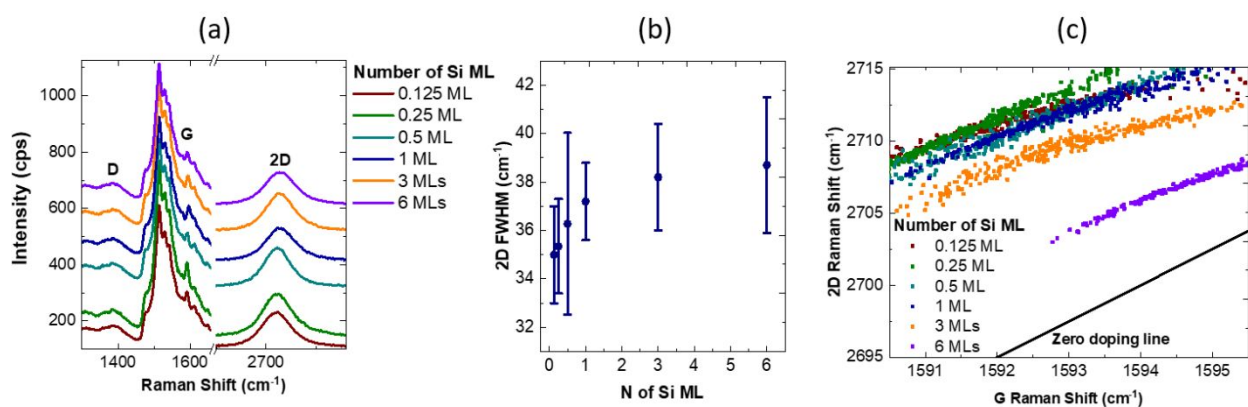 (a)
Intensity (cps)
1000
800
600
400
200
D
G
2D
1400
1600
2700
Raman Shift (cm-1)
Number of Si ML
0.125 ML
0.25 ML
0.5 ML
1 ML
3 MLs
6 MLs
(b)
2D FWHM (cm-1)
42
40
38
36
34
32
0 1 2 3 4 5 6
N of Si ML
(c)
2D Raman Shift (cm-1)
2715
2710
2705
2700
2695
Number of Si ML
0.125 ML
0.25 ML
0.5 ML
1 ML
3 MLs
6 MLs
Zero doping line
1591 1592 1593 1594 1595
G Raman Shift (cm-1)